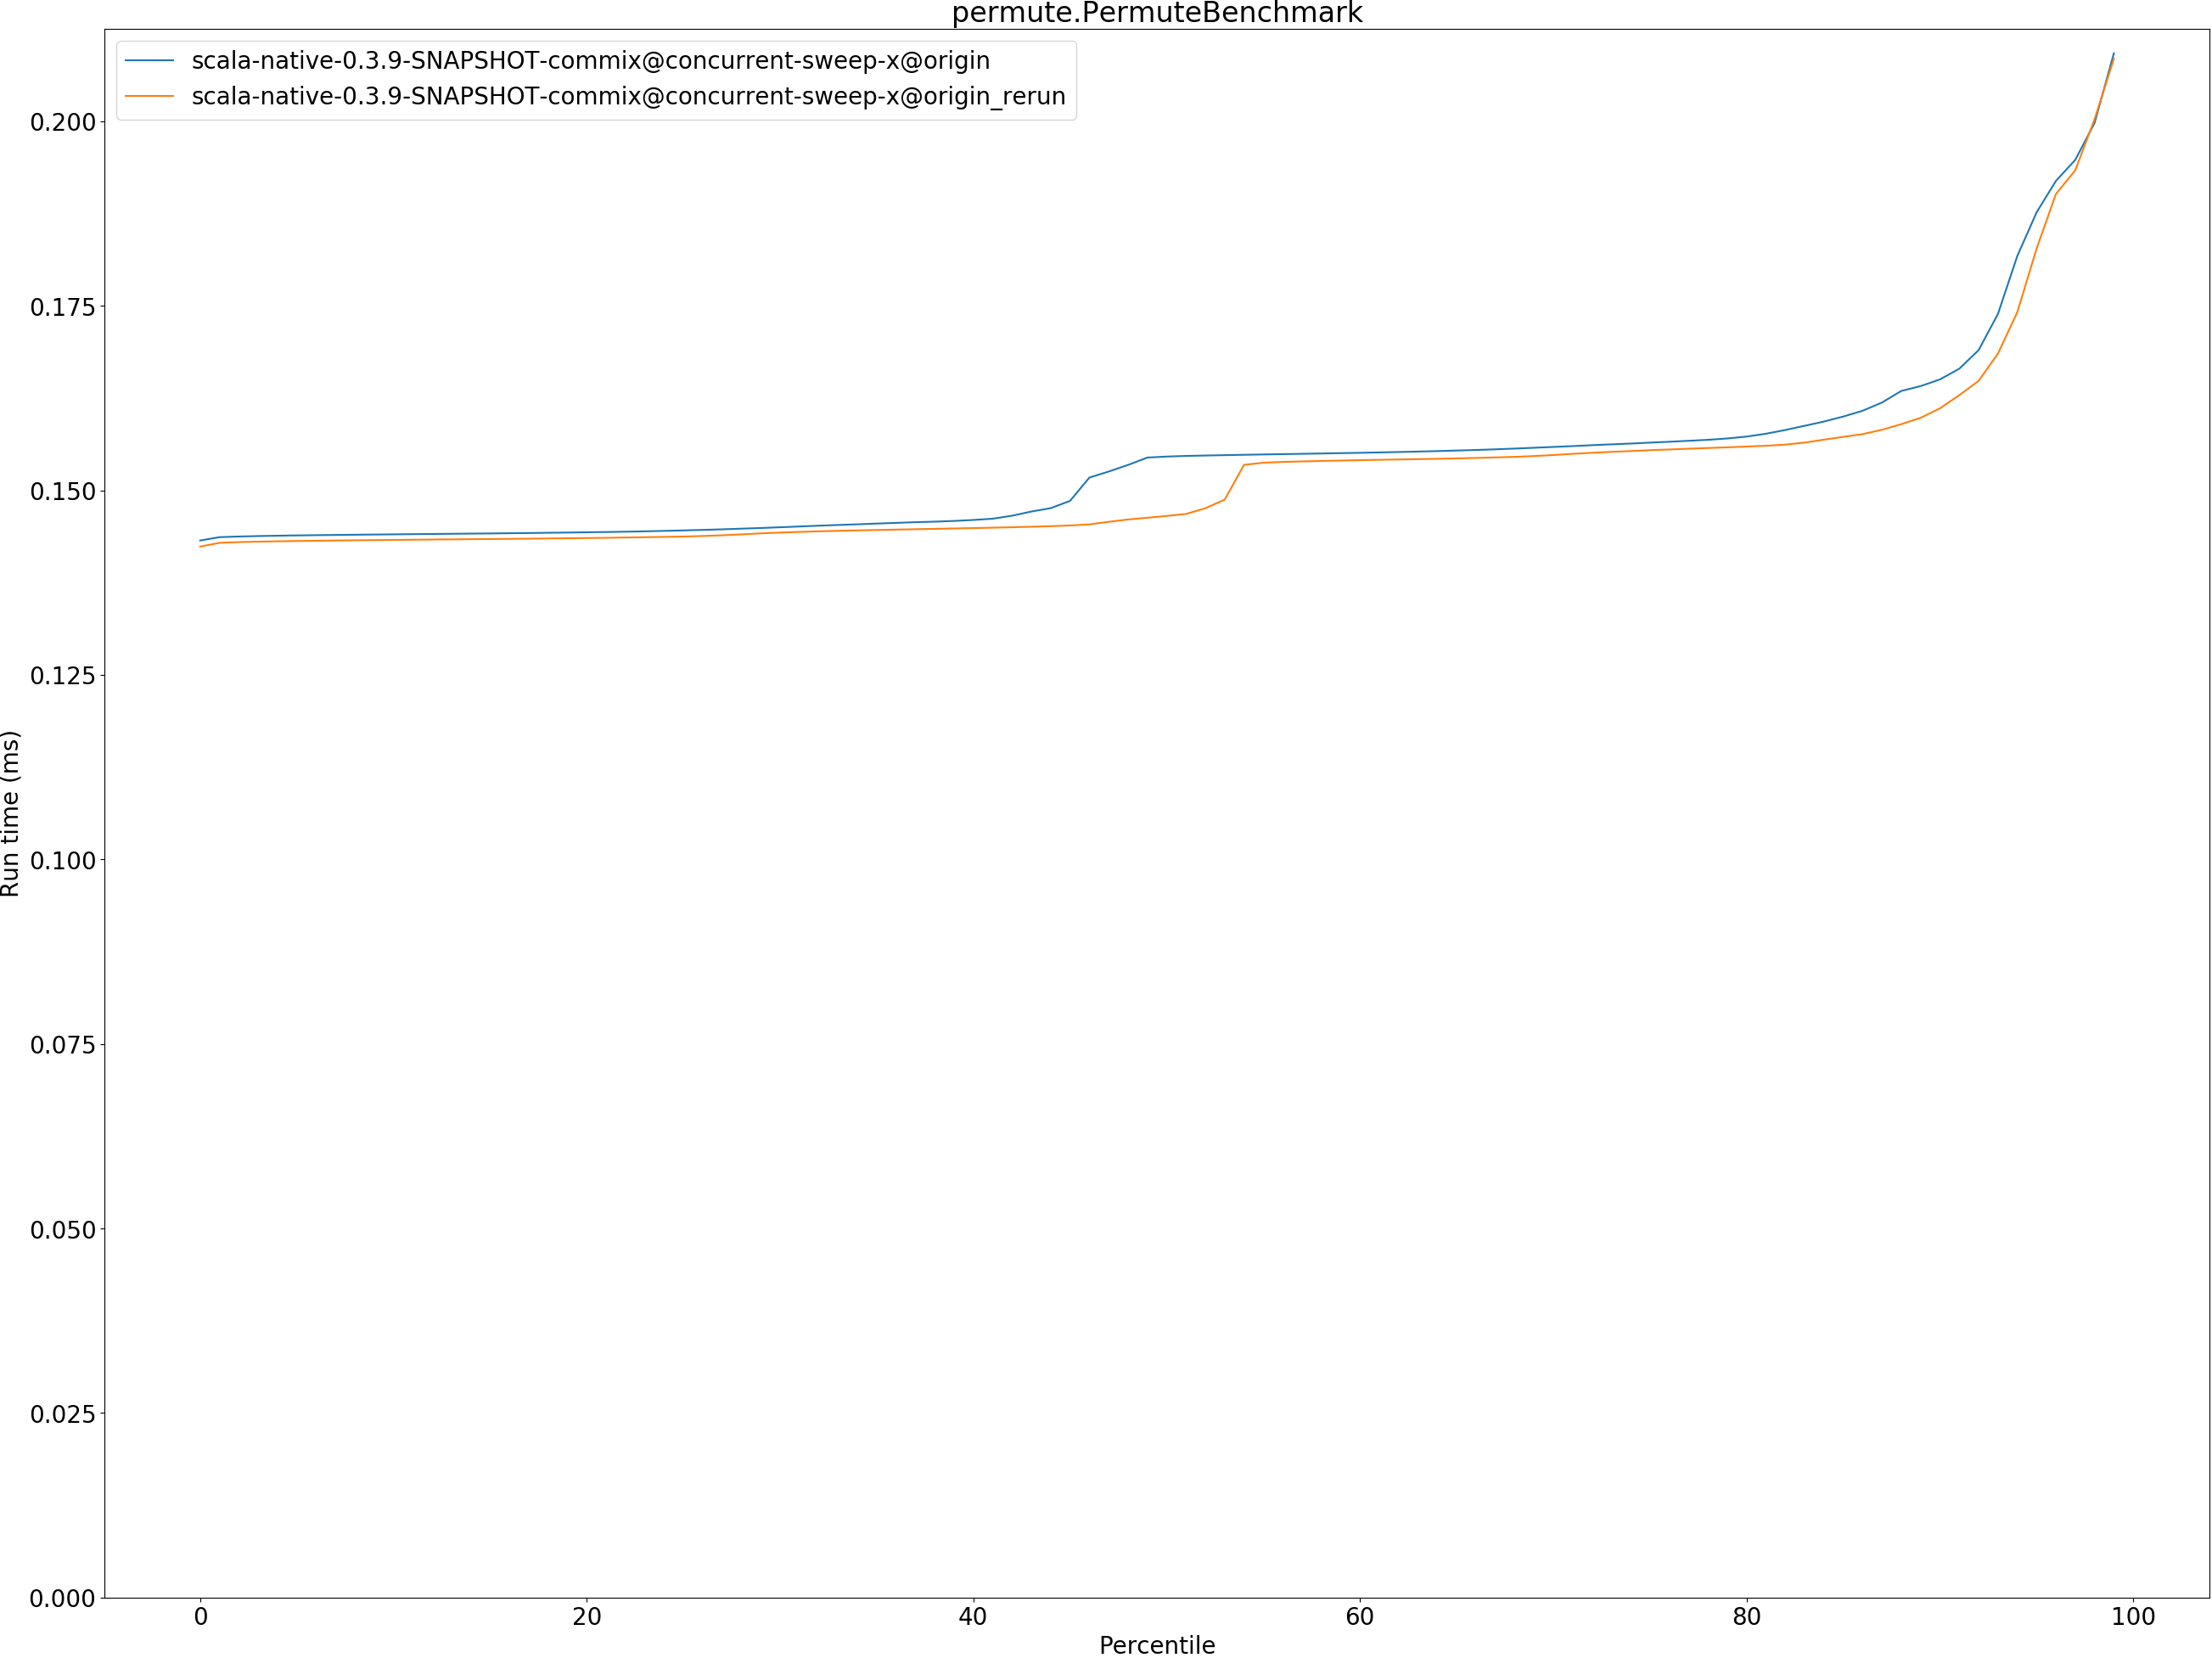 permute.PermuteBenchmark
scala-native-0.3.9-SNAPSHOT-commix@concurrent-sweep-x@origin
scala-native-0.3.9-SNAPSHOT-commix@concurrent-sweep-x@origin_rerun
0.200
0.175
0.150
0.125
0.100
0.075
0.050
0.025
0.000
Run time (ms)
0 20 40 60 80 100
Percentile